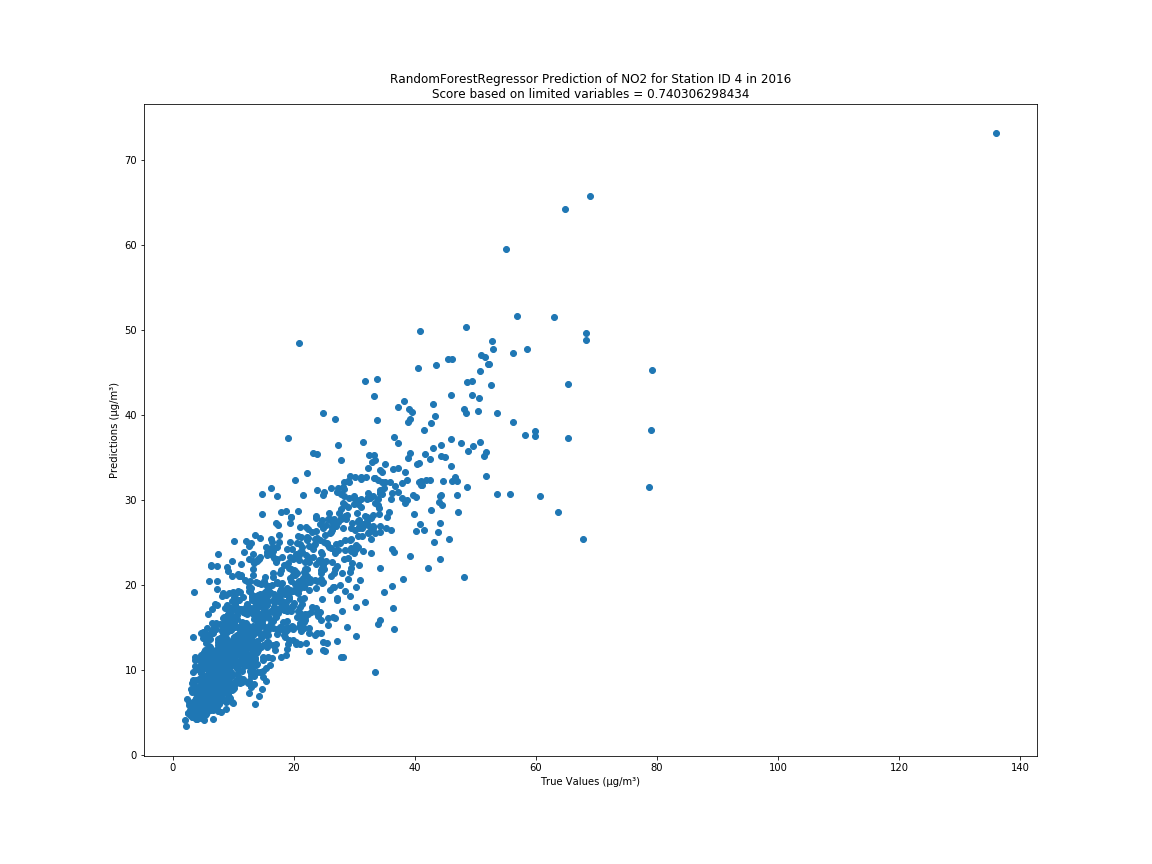 RandomForestRegressor Prediction of NO2 for Station ID 4 in 2016
Score based on limited variables = 0.740306298434
Predictions (µg/m³)
70
60
50
40
30
20
10
0
0 20 40 60 80 100 120 140
True Values (µg/m³)